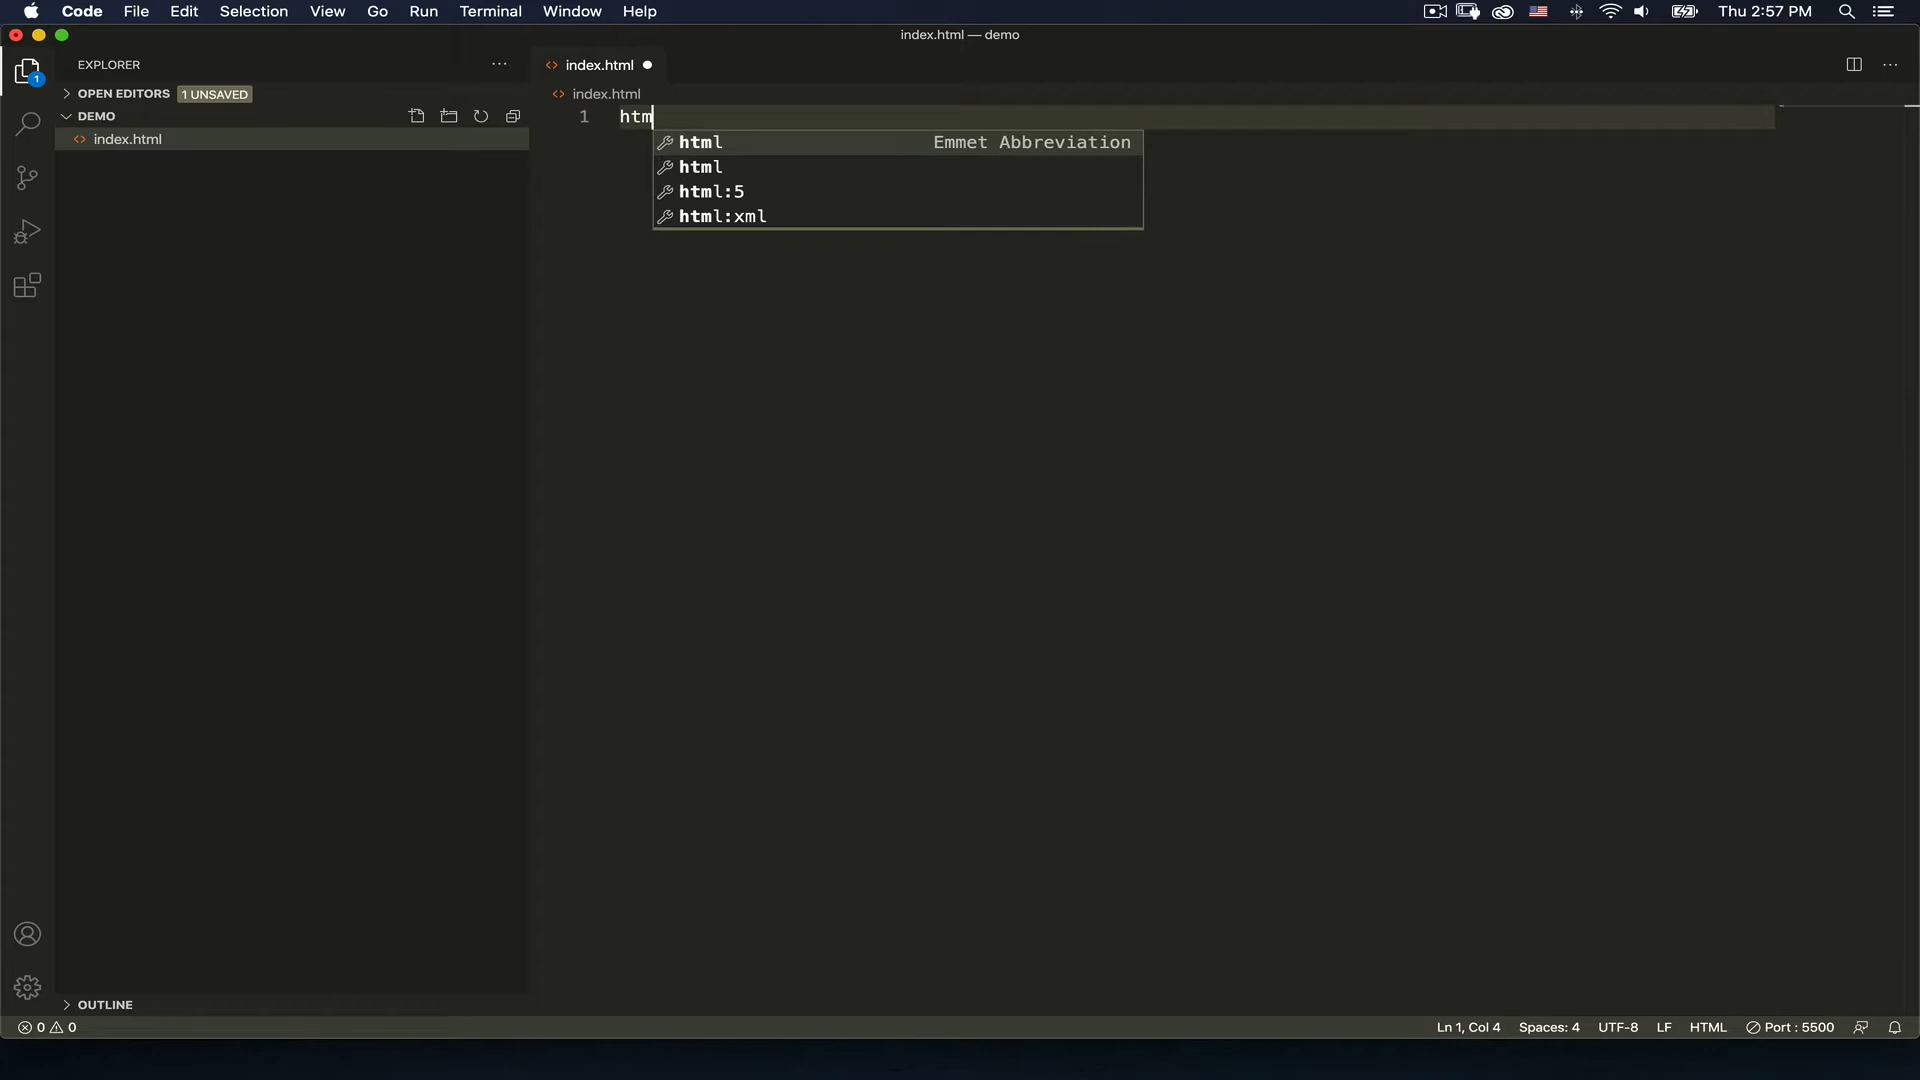 Code File Edit Selection View Go Run Terminal Window Help Thu 2:57 PM
index.html — demo
EXPLORER
index.html
1
OPEN EDITORS 1 UNSAVED
index.html
DEMO
1 htm
index.html
html Emmet Abbreviation
html
html:5
html:xml
OUTLINE
0 0 Ln 1, Col 4 Spaces: 4 UTF-8 LF HTML Port : 5500